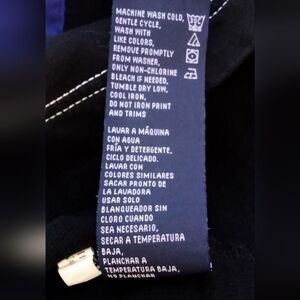 MACHINE WASH COLD,
GENTLE CYCLE,
WASH WITH
LIKE COLORS,
REMOVE PROMPTLY
FROM WASHER,
ONLY NON-CHLORINE
BLEACH IF NEEDED,
TUMBLE DRY LOW,
COOL IRON,
DO NOT IRON PRINT
AND TRIMS
LAVAR A MÁQUINA
CON AGUA
FRÍA Y DETERGENTE,
CICLO DELICADO.
LAVAR CON
COLORES SIMILARES
SACAR PRONTO DE
LA LAVADORA
USAR SOLO
BLANQUEADOR SIN
CLORO CUANDO
SEA NECESARIO,
SECAR A TEMPERATURA
BAJA,
PLANCHAR A
TEMPERATURA BAJA,
NO PLANCHAR